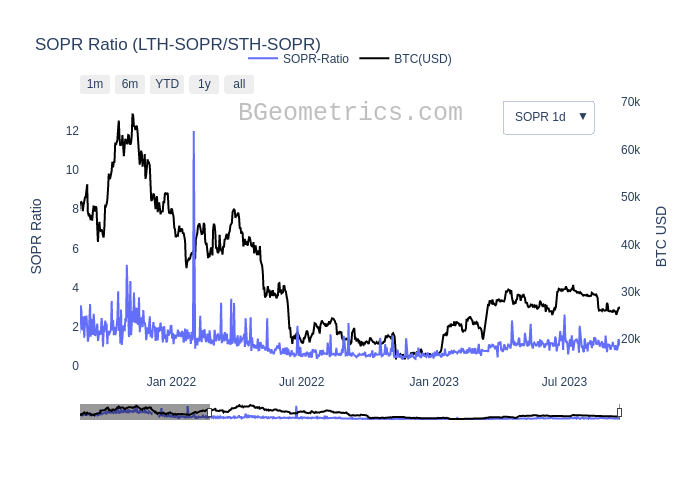 SOPR Ratio (LTH-SOPR/STH-SOPR)
SOPR-Ratio BTC(USD)
1m 6m YTD 1y all
BGeometrics.com
SOPR 1d ▼
70k
12
60k
10
50k
8
40k
6
4
30k
2
20k
0
SOPR Ratio
BTC USD
Jan 2022 Jul 2022 Jan 2023 Jul 2023